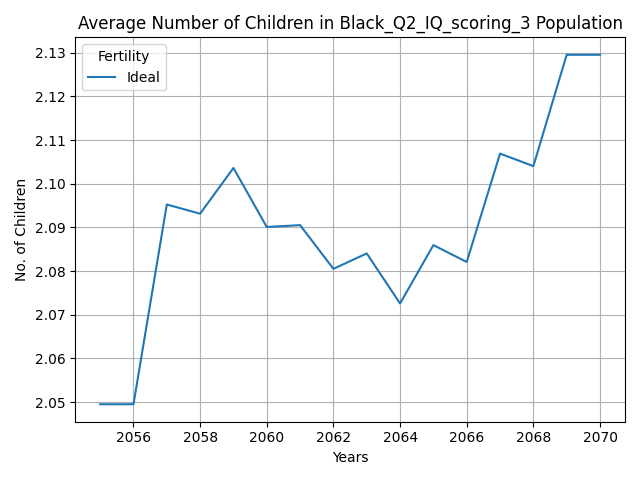 Average Number of Children in Black_Q2_IQ_scoring_3 Population
Fertility
Ideal
2.13
2.12
2.11
2.10
2.09
2.08
2.07
2.06
2.05
No. of Children
2056 2058 2060 2062 2064 2066 2068 2070
Years